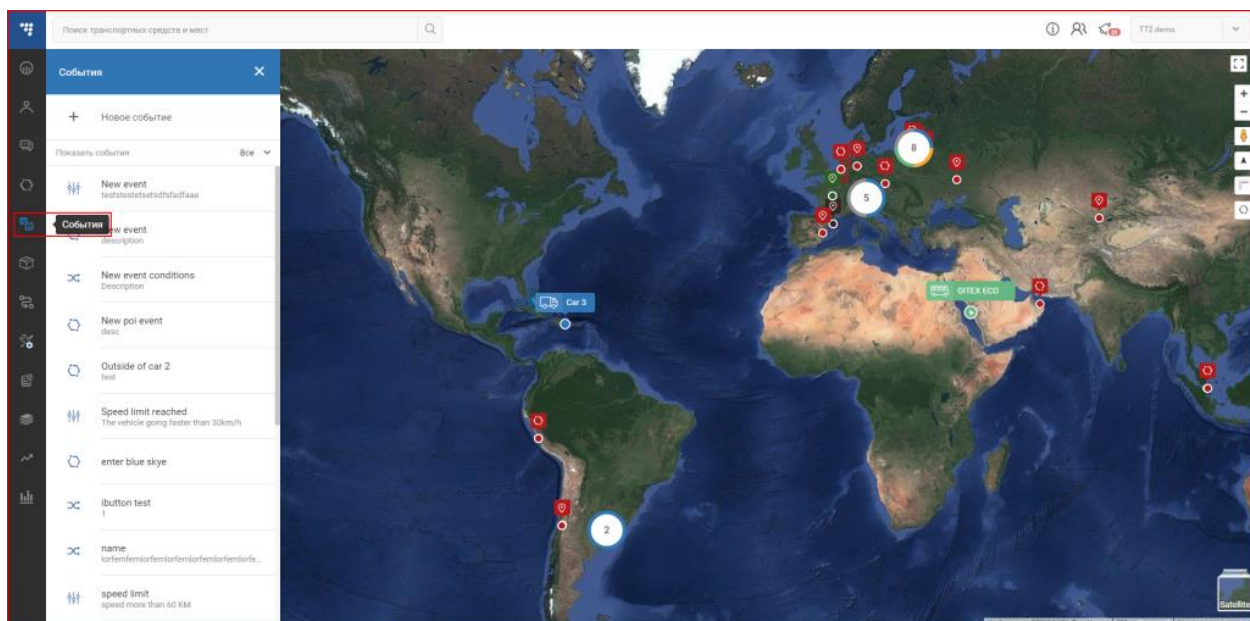 Поиск транспортных средств и мест
TT2 demo
События
Новое событие
Показать события
Все
New event
teststestetsetsdfsfadfaae
События
ew event
description
New event conditions
Description
New poi event
desc
Outside of car 2
test
Speed limit reached
The vehicle going faster than 30km/h
enter blue skye
ibutton test
1
name
speed limit
speed more than 60 KM
8
5
Car 3
GITEX ECO
2
Satellite